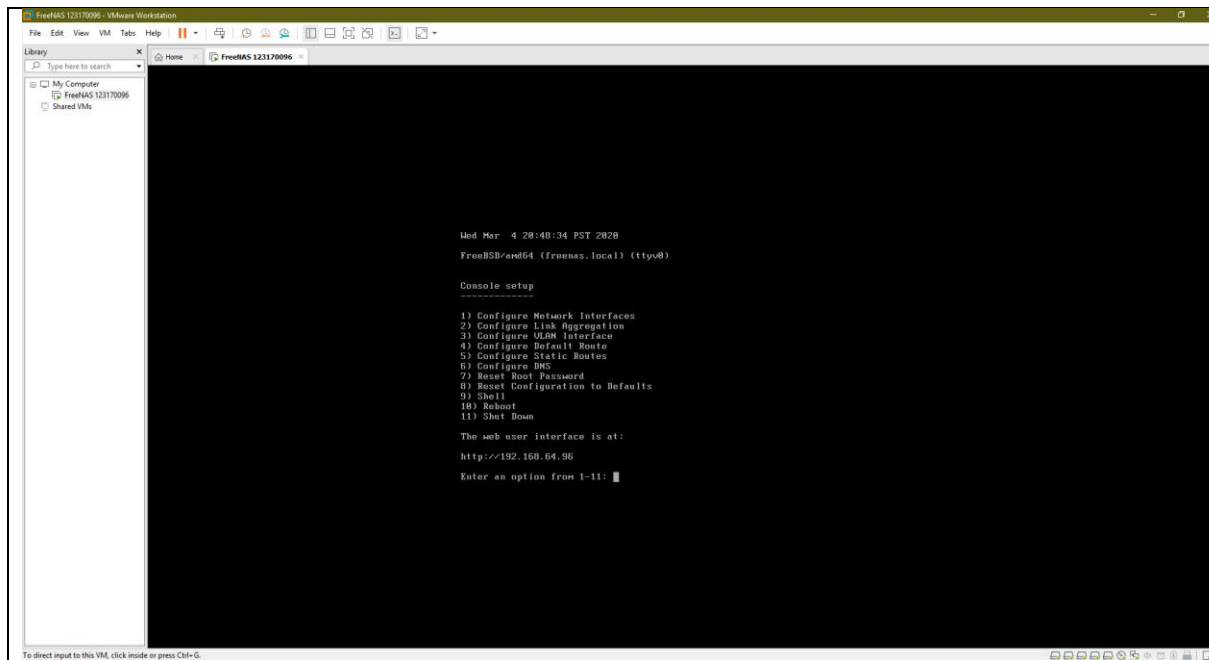 FreeNAS 123170096 - VMware Workstation
File Edit View VM Tabs Help
Library
Type here to search
My Computer
FreeNAS 123170096
Shared VMs
Home
FreeNAS 123170096
Wed Mar 4 20:48:34 PST 2020
FreeBSD/amd64 (freenas.local) (ttyv0)
Console setup
-------------
1) Configure Network Interfaces
2) Configure Link Aggregation
3) Configure VLAN Interface
4) Configure Default Route
5) Configure Static Routes
6) Configure DNS
7) Reset Root Password
8) Reset Configuration to Defaults
9) Shell
10) Reboot
11) Shut Down
The web user interface is at:
http://192.168.64.96
Enter an option from 1-11:
To direct input to this VM, click inside or press Ctrl+G.